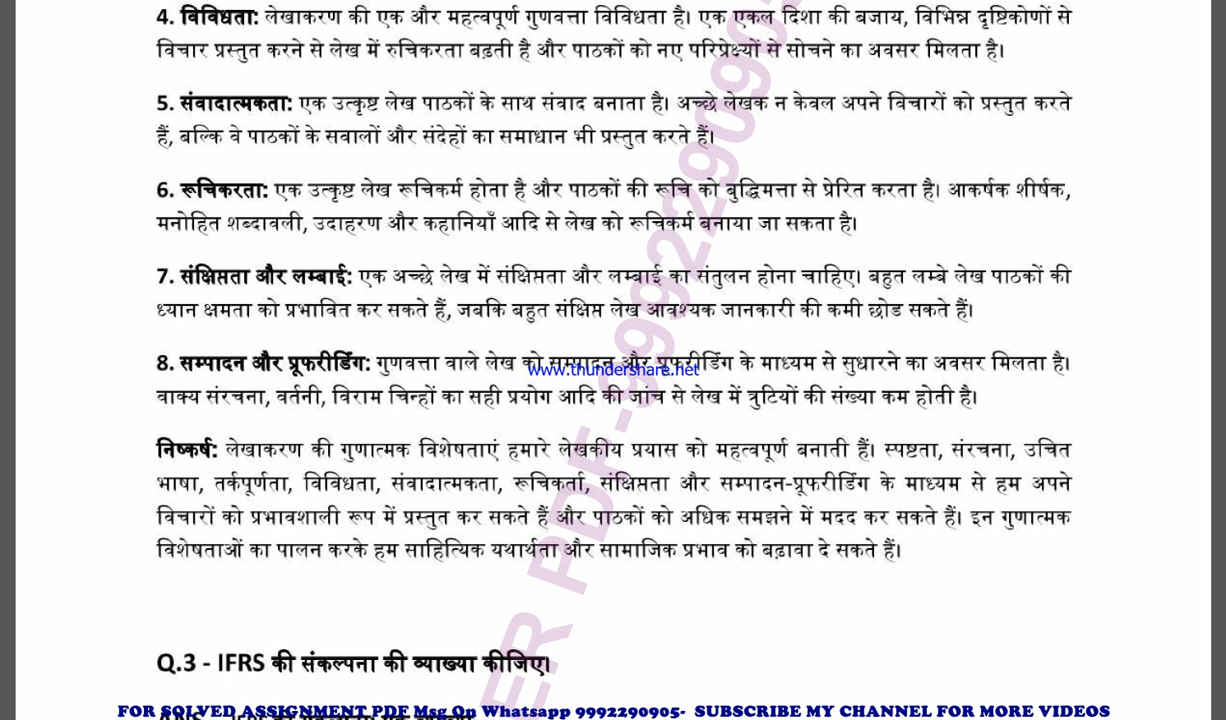 4. विविधता: लेखाकरण की एक और महत्वपूर्ण गुणवत्ता विविधता है। एक एकल दिशा की बजाय, विभिन्न दृष्टिकोणों से
विचार प्रस्तुत करने से लेख में रुचिकरता बढ़ती है और पाठकों को नए परिप्रेक्ष्यों से सोचने का अवसर मिलता है।
5. संवादात्मकता: एक उत्कृष्ट लेख पाठकों के साथ संवाद बनाता है। अच्छे लेखक न केवल अपने विचारों को प्रस्तुत करते
हैं, बल्कि वे पाठकों के सवालों और संदेहों का समाधान भी प्रस्तुत करते हैं।
6. रूचिकरता: एक उत्कृष्ट लेख रूचिकर्म होता है और पाठकों की रूचि को बुद्धिमत्ता से प्रेरित करता है। आकर्षक शीर्षक,
मनोहित शब्दावली, उदाहरण और कहानियाँ आदि से लेख को रूचिकर्म बनाया जा सकता है।
7. संक्षिप्तता और लम्बाई: एक अच्छे लेख में संक्षिप्तता और लम्बाई का संतुलन होना चाहिए। बहुत लम्बे लेख पाठकों की
ध्यान क्षमता को प्रभावित कर सकते हैं, जबकि बहुत संक्षिप्त लेख आवश्यक जानकारी की कमी छोड सकते हैं।
8. सम्पादन और प्रूफरीडिंग: गुणवत्ता वाले लेख को सम्पादन और प्रूफरीडिंग के माध्यम से सुधारने का अवसर मिलता है।
www.thundershare.net
वाक्य संरचना, वर्तनी, विराम चिन्हों का सही प्रयोग आदि की जांच से लेख में त्रुटियों की संख्या कम होती है।
निष्कर्ष: लेखाकरण की गुणात्मक विशेषताएं हमारे लेखकीय प्रयास को महत्वपूर्ण बनाती हैं। स्पष्टता, संरचना, उचित
भाषा, तर्कपूर्णता, विविधता, संवादात्मकता, रूचिकर्ता, संक्षिप्तता और सम्पादन-प्रूफरीडिंग के माध्यम से हम अपने
विचारों को प्रभावशाली रूप में प्रस्तुत कर सकते हैं और पाठकों को अधिक समझने में मदद कर सकते हैं। इन गुणात्मक
विशेषताओं का पालन करके हम साहित्यिक यथार्थता और सामाजिक प्रभाव को बढ़ावा दे सकते हैं।
ER PDF-9992290905
Q.3 - IFRS की संकल्पना की व्याख्या कीजिए।
FOR SOLVED ASSIGNMENT PDF Msg On Whatsapp 9992290905- SUBSCRIBE MY CHANNEL FOR MORE VIDEOS